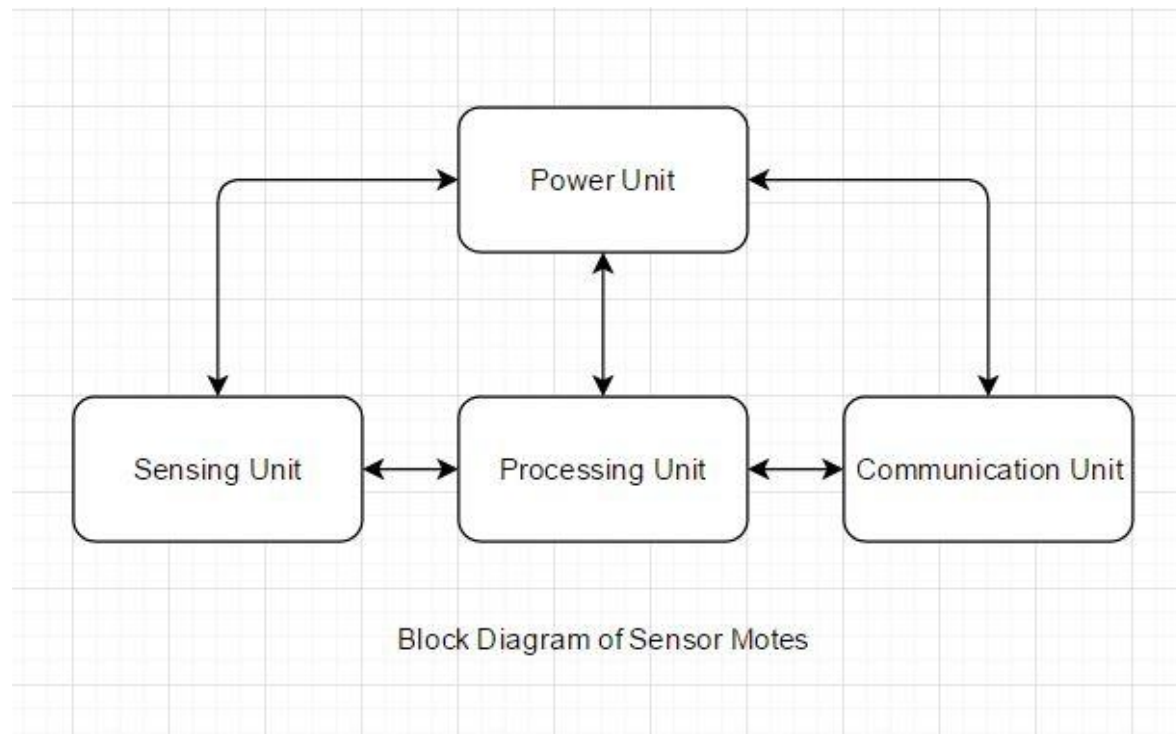 Power Unit
Sensing Unit
Processing Unit
Communication Unit
Block Diagram of Sensor Motes